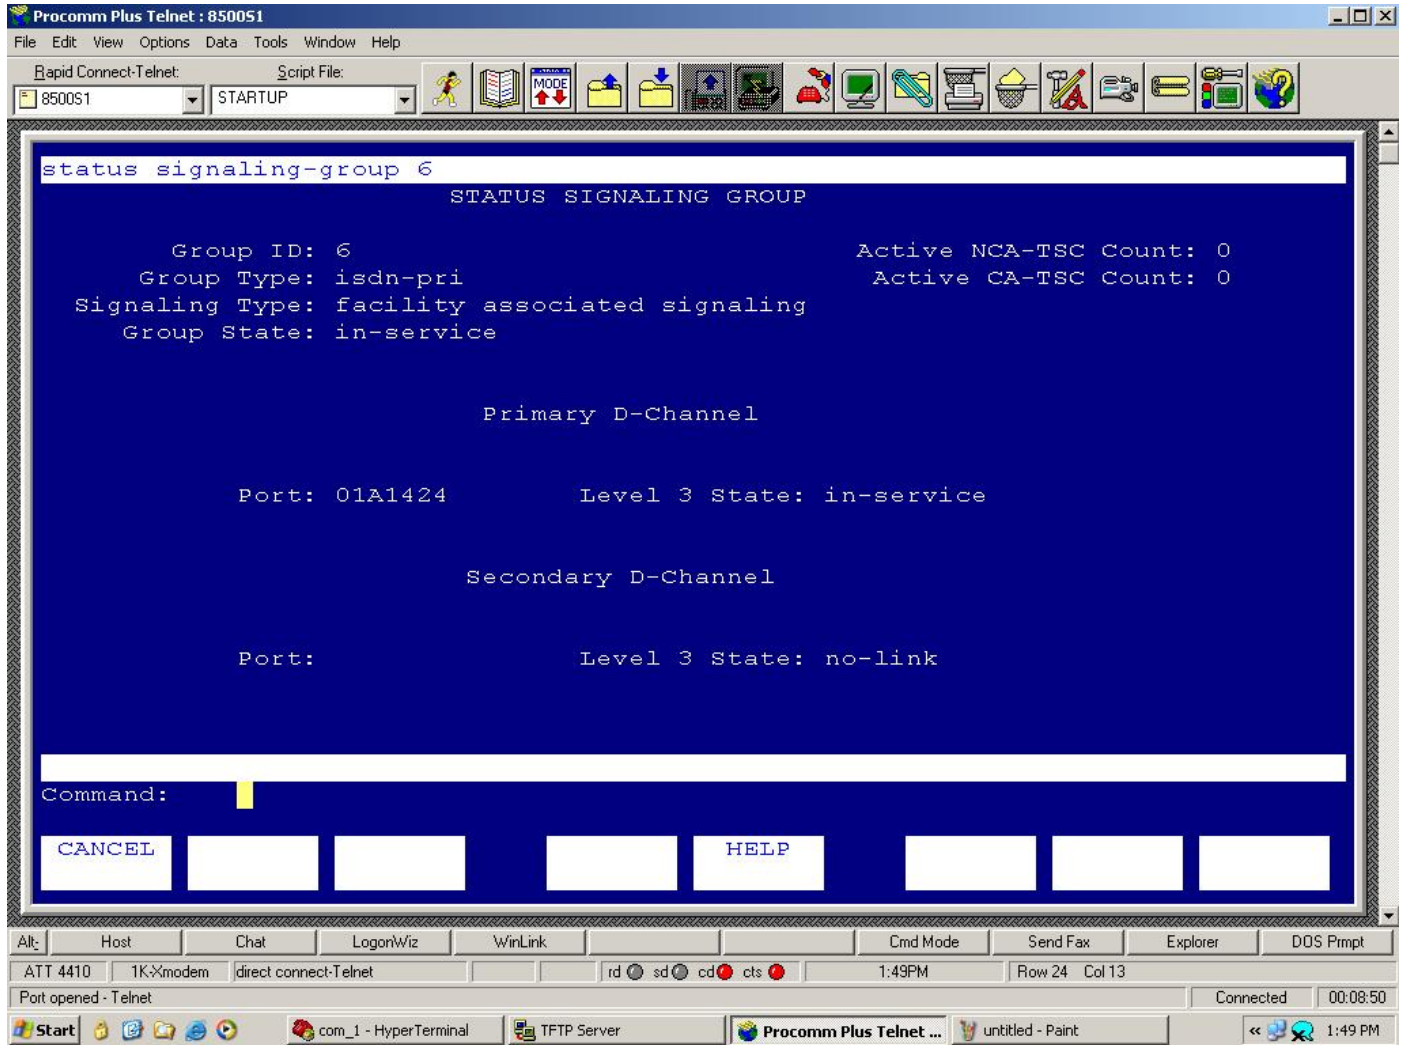 Procomm Plus Telnet : 8500S1
File Edit View Options Data Tools Window Help
Rapid Connect-Telnet: Script File:
8500S1 STARTUP
MODE
status signaling-group 6
STATUS SIGNALING GROUP
Group ID: 6 Active NCA-TSC Count: 0
Group Type: isdn-pri Active CA-TSC Count: 0
Signaling Type: facility associated signaling
Group State: in-service
Primary D-Channel
Port: 01A1424 Level 3 State: in-service
Secondary D-Channel
Port: Level 3 State: no-link
Command:
CANCEL HELP
Alt- Host Chat LogonWiz WinLink Cmd Mode Send Fax Explorer DOS Prmpt
ATT 4410 1K-Xmodem direct connect-Telnet rd sd cd cts 1:49PM Row 24 Col 13
Port opened - Telnet Connected 00:08:50
Start com_1 - HyperTerminal TFTP Server Procomm Plus Telnet ... untitled - Paint « 1:49 PM